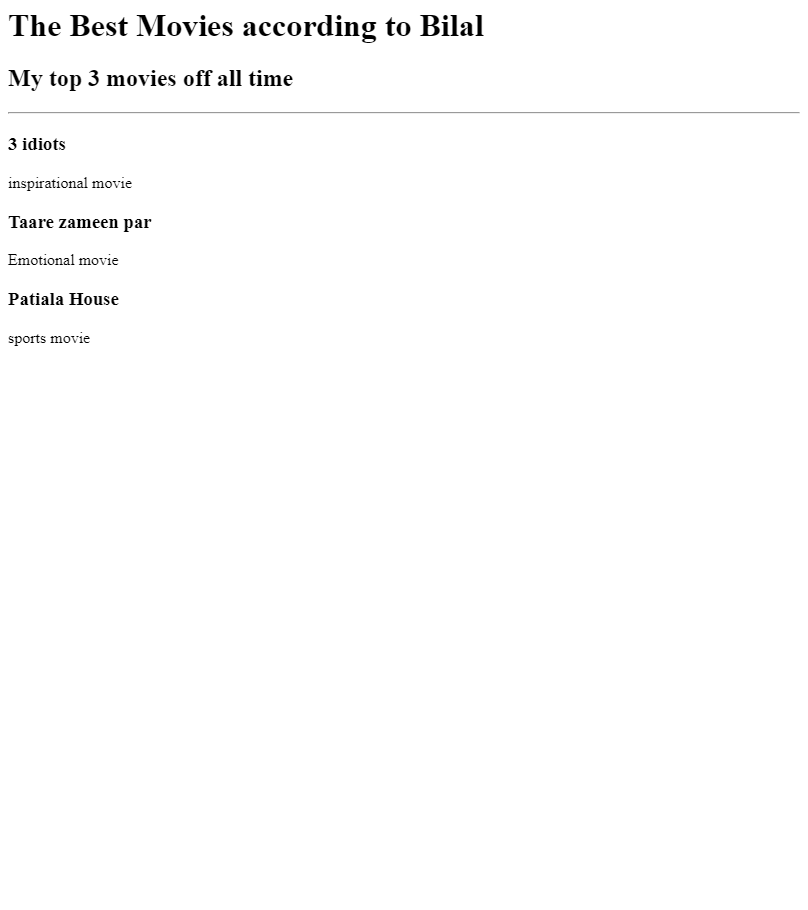 The Best Movies according to Bilal
My top 3 movies off all time
3 idiots
inspirational movie
Taare zameen par
Emotional movie
Patiala House
sports movie